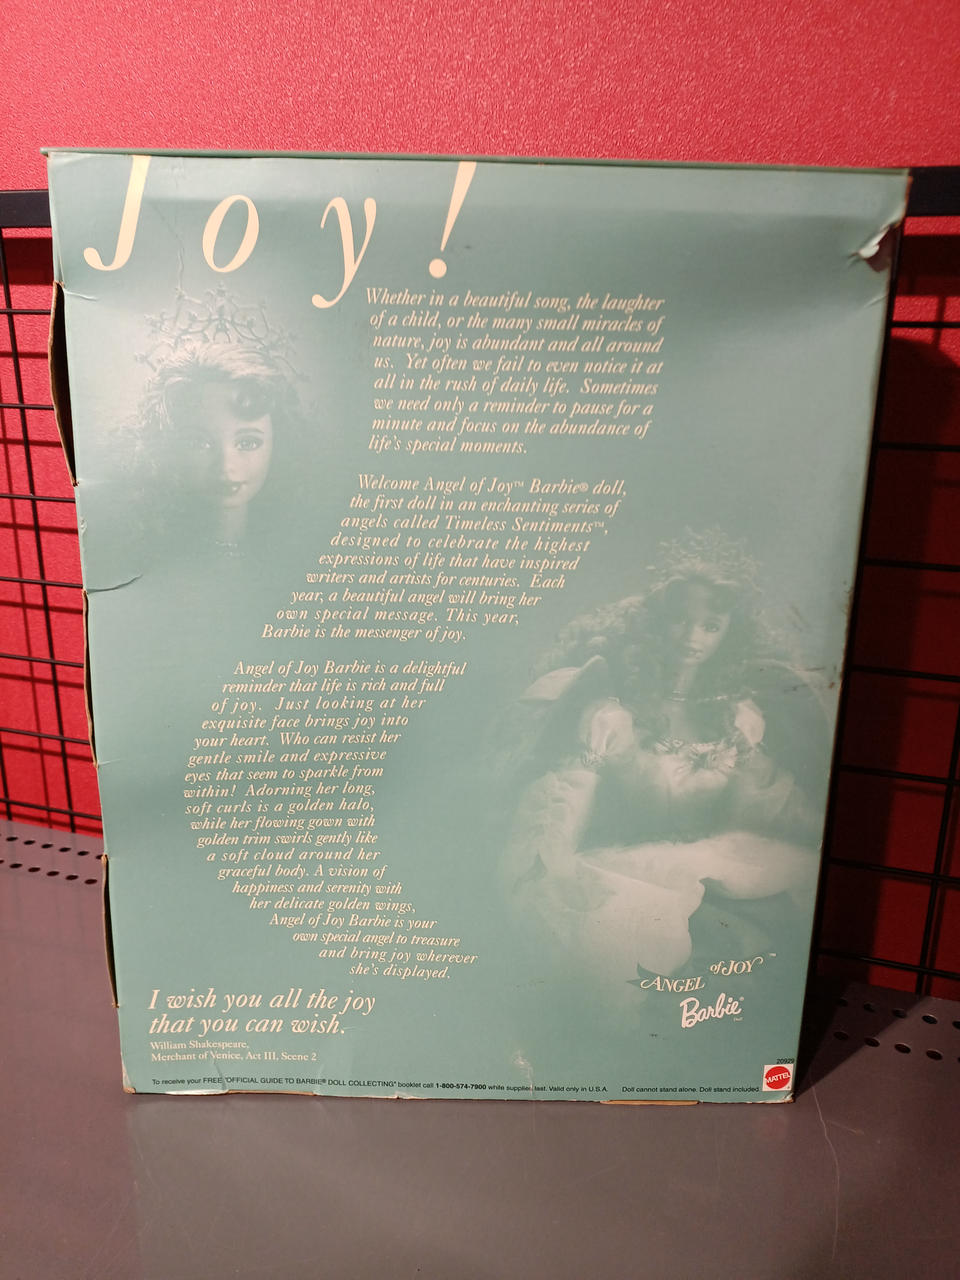 Joy!
Whether in a beautiful song, the laughter
of a child, or the many small miracles of
nature, joy is abundant and all around
us. Yet often we fail to even notice it at
all in the rush of daily life. Sometimes
we need only a reminder to pause for a
minute and focus on the abundance of
life's special moments.
Welcome Angel of Joy™ Barbie® doll,
the first doll in an enchanting series of
angels called Timeless Sentiments™,
designed to celebrate the highest
expressions of life that have inspired
writers and artists for centuries. Each
year, a beautiful angel will bring her
own special message. This year,
Barbie is the messenger of joy.
Angel of Joy Barbie is a delightful
reminder that life is rich and full
of joy. Just looking at her
exquisite face brings joy into
your heart. Who can resist her
gentle smile and expressive
eyes that seem to sparkle from
within! Adorning her long,
soft curls is a golden halo,
while her flowing gown with
golden trim swirls gently like
a soft cloud around her
graceful body. A vision of
happiness and serenity with
her delicate golden wings,
Angel of Joy Barbie is your
own special angel to treasure
and bring joy wherever
she's displayed.
ANGEL of JOY™
Barbie®
I wish you all the joy
that you can wish.
William Shakespeare,
Merchant of Venice, Act III, Scene 2
To receive your FREE "OFFICIAL GUIDE TO BARBIE® DOLL COLLECTING" booklet call 1-800-574-7900 while supplies last. Valid only in U.S.A. Doll cannot stand alone. Doll stand included.
20929
MATTEL